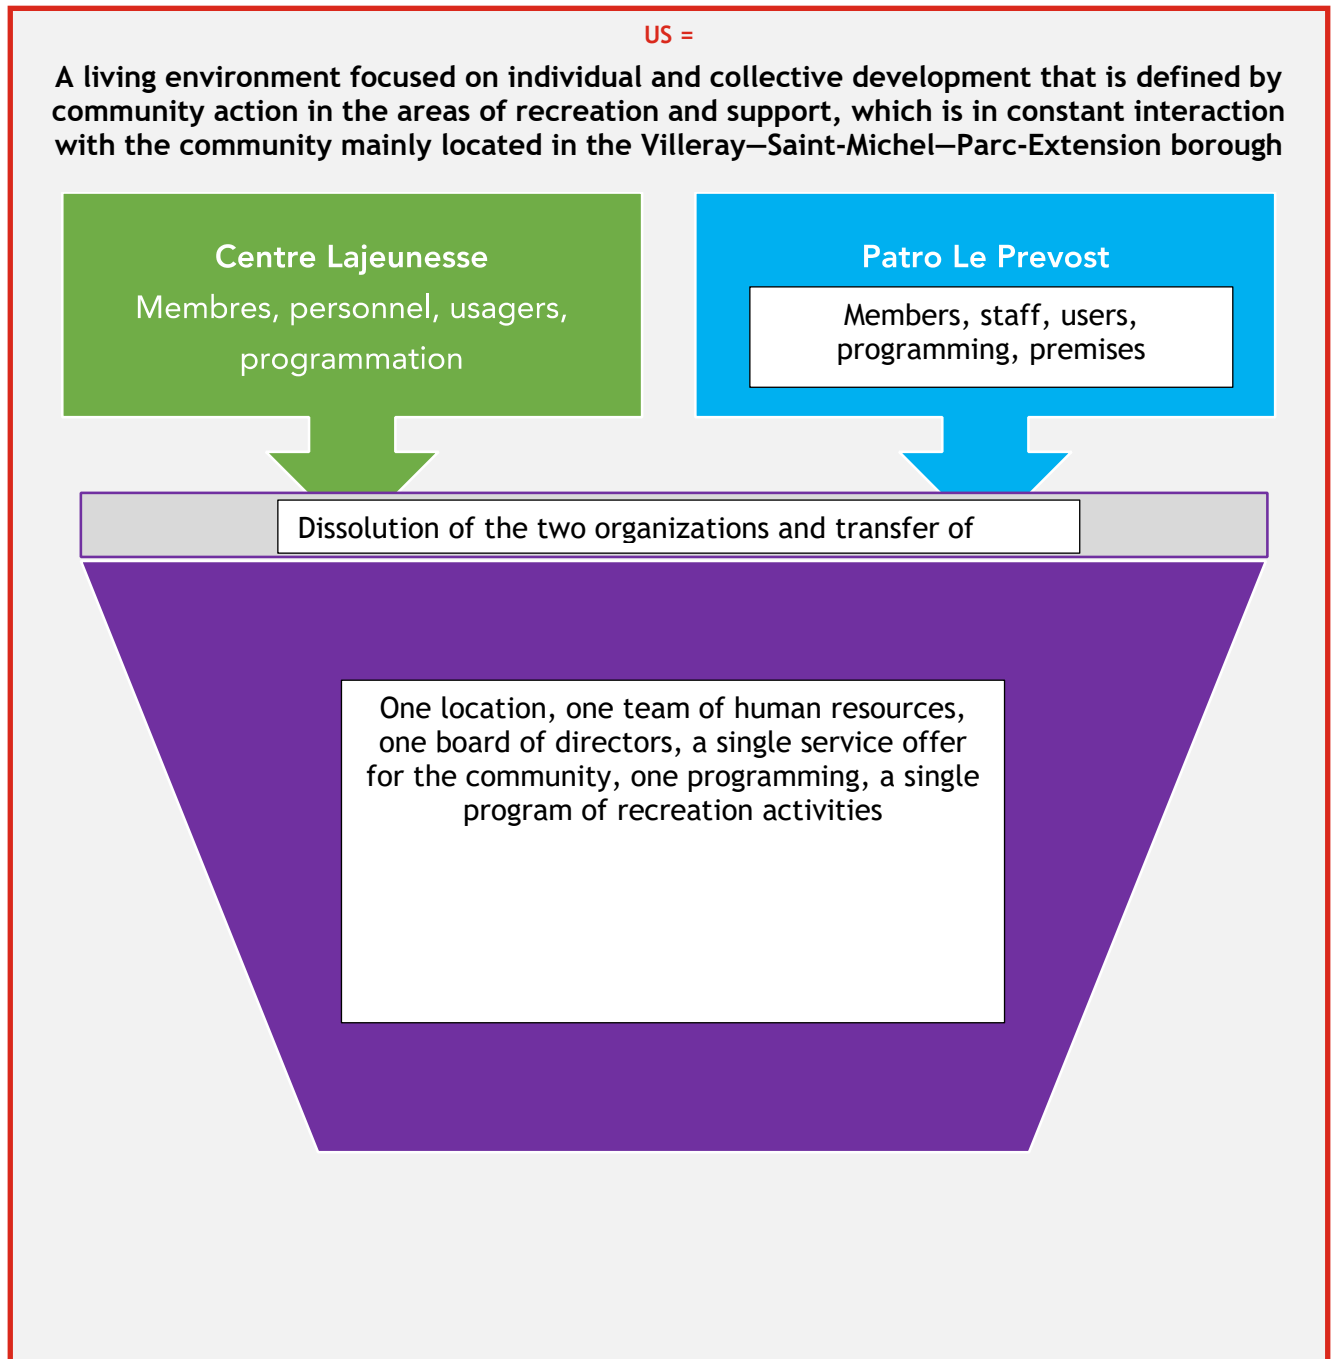 US =
A living environment focused on individual and collective development that is defined by
community action in the areas of recreation and support, which is in constant interaction
with the community mainly located in the Villeray—Saint-Michel—Parc-Extension borough
Centre Lajeunesse
Membres, personnel, usagers,
programmation
Patro Le Prevost
Members, staff, users,
programming, premises
Dissolution of the two organizations and transfer of
One location, one team of human resources,
one board of directors, a single service offer
for the community, one programming, a single
program of recreation activities